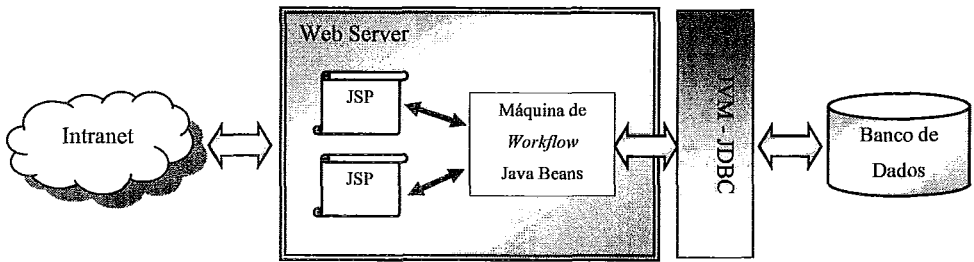 Web Server
JSP
JSP
Intranet
Máquina de
Workflow
Java Beans
JVM - JDBC
Banco de
Dados